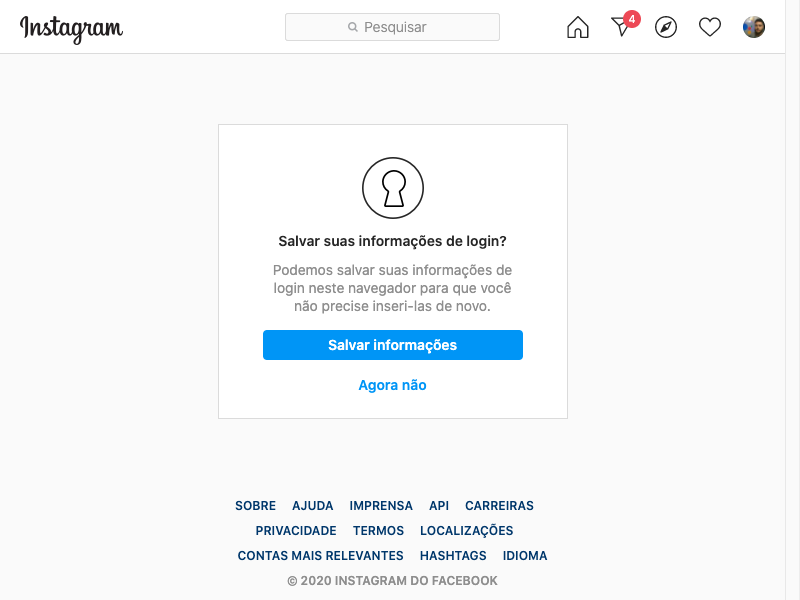 Instagram
Pesquisar
4
Salvar suas informações de login?
Podemos salvar suas informações de
login neste navegador para que você
não precise inseri-las de novo.
Salvar informações
Agora não
SOBRE AJUDA IMPRENSA API CARREIRAS
PRIVACIDADE TERMOS LOCALIZAÇÕES
CONTAS MAIS RELEVANTES HASHTAGS IDIOMA
© 2020 INSTAGRAM DO FACEBOOK